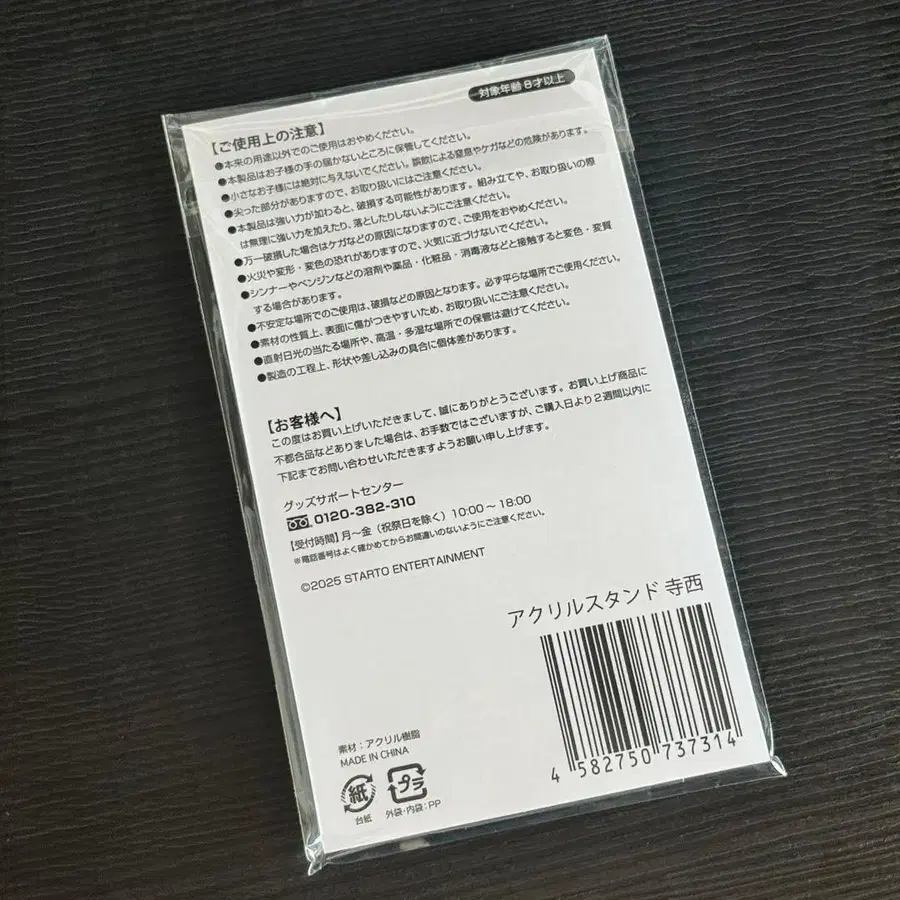 対象年齢8才以上
【ご使用上の注意】
●本来の用途以外でのご使用はおやめください。
●本製品はお子様の手の届かないところに保管してください。
●小さなお子様には絶対に与えないでください。誤飲による窒息やケガなどの危険があります。
●尖った部分がありますので、お取り扱いにはご注意ください。
●本製品は強い力が加わると、破損する可能性があります。組み立てや、お取り扱いの際
は無理に強い力を加えたり、落としたりしないようにご注意ください。
●万一破損した場合はケガなどの原因になりますので、ご使用をおやめください。
●火災や変形・変色の恐れがありますので、火気に近づけないでください。
●シンナーやベンジンなどの溶剤や薬品・化粧品・消毒液などと接触すると変色・変質
する場合があります。
●不安定な場所でのご使用は、破損などの原因となります。必ず平らな場所でご使用ください。
●素材の性質上、表面に傷がつきやすいため、お取り扱いにご注意ください。
●直射日光の当たる場所や、高温・多湿な場所での保管は避けてください。
●製造の工程上、形状や差し込みの具合に個体差があります。
【お客様へ】
この度はお買い上げいただきまして、誠にありがとうございます。お買い上げ商品に
不都合品などありました場合は、お手数ではございますが、ご購入日より2週間以内に
下記までお問い合わせいただきますようお願い申し上げます。
グッズサポートセンター
0120-382-310
【受付時間】月〜金（祝祭日を除く）10:00〜18:00
※電話番号はよく確かめてからお間違いのないようにご注意ください。
©2025 STARTO ENTERTAINMENT
アクリルスタンド 寺西
4 582750 737314
素材：アクリル樹脂
MADE IN CHINA
紙 プラ
台紙 外袋・内袋：PP